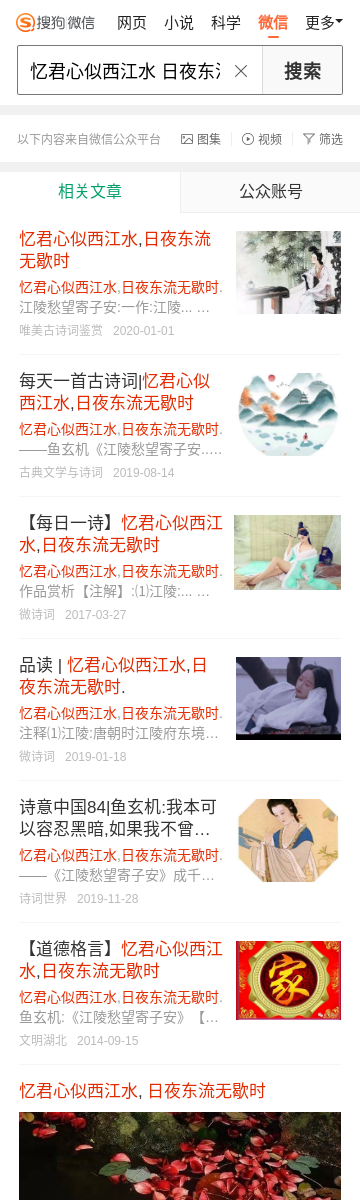 搜狗微信 网页 小说 科学 微信 更多
忆君心似西江水 日夜东 搜索
以下内容来自微信公众平台 图集 视频 筛选
相关文章 公众账号
忆君心似西江水,日夜东流
无歇时
忆君心似西江水,日夜东流无歇时.
江陵愁望寄子安:一作:江陵... ...
唯美古诗词鉴赏 2020-01-01
每天一首古诗词|忆君心似
西江水,日夜东流无歇时
忆君心似西江水,日夜东流无歇时.
——鱼玄机《江陵愁望寄子安.....
古典文学与诗词 2019-08-14
【每日一诗】忆君心似西江
水,日夜东流无歇时
忆君心似西江水,日夜东流无歇时.
作品赏析【注解】:⑴江陵:... ...
微诗词 2017-03-27
品读 | 忆君心似西江水,日
夜东流无歇时.
忆君心似西江水,日夜东流无歇时.
注释⑴江陵:唐朝时江陵府东境...
微诗词 2019-01-18
诗意中国84|鱼玄机:我本可
以容忍黑暗,如果我不曾...
忆君心似西江水,日夜东流无歇时.
——《江陵愁望寄子安》成千...
诗词世界 2019-11-28
【道德格言】忆君心似西江
水,日夜东流无歇时
忆君心似西江水,日夜东流无歇时.
鱼玄机:《江陵愁望寄子安》【...
文明湖北 2014-09-15
家
忆君心似西江水, 日夜东流无歇时